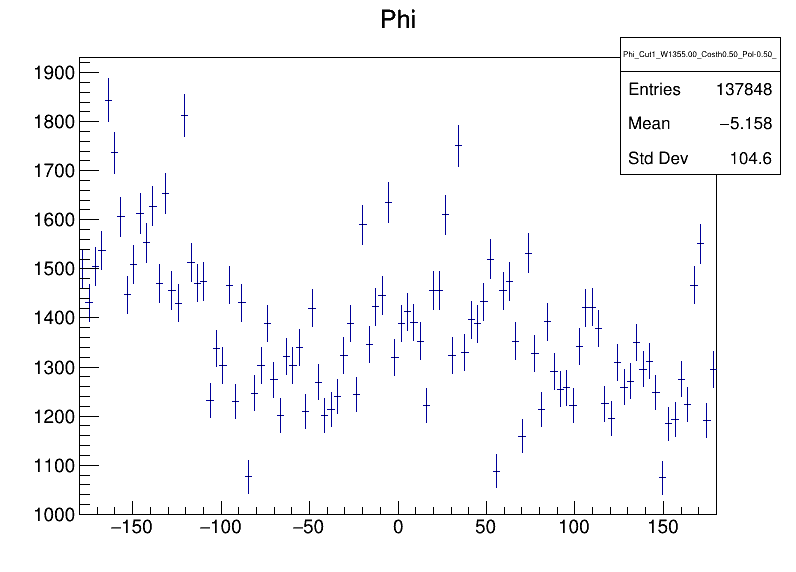 Phi
Phi_Cut1_W1355.00_Costh0.50_Pol-0.50_
Entries 137848
Mean −5.158
Std Dev 104.6
1900
1800
1700
1600
1500
1400
1300
1200
1100
1000
−150 −100 −50 0 50 100 150